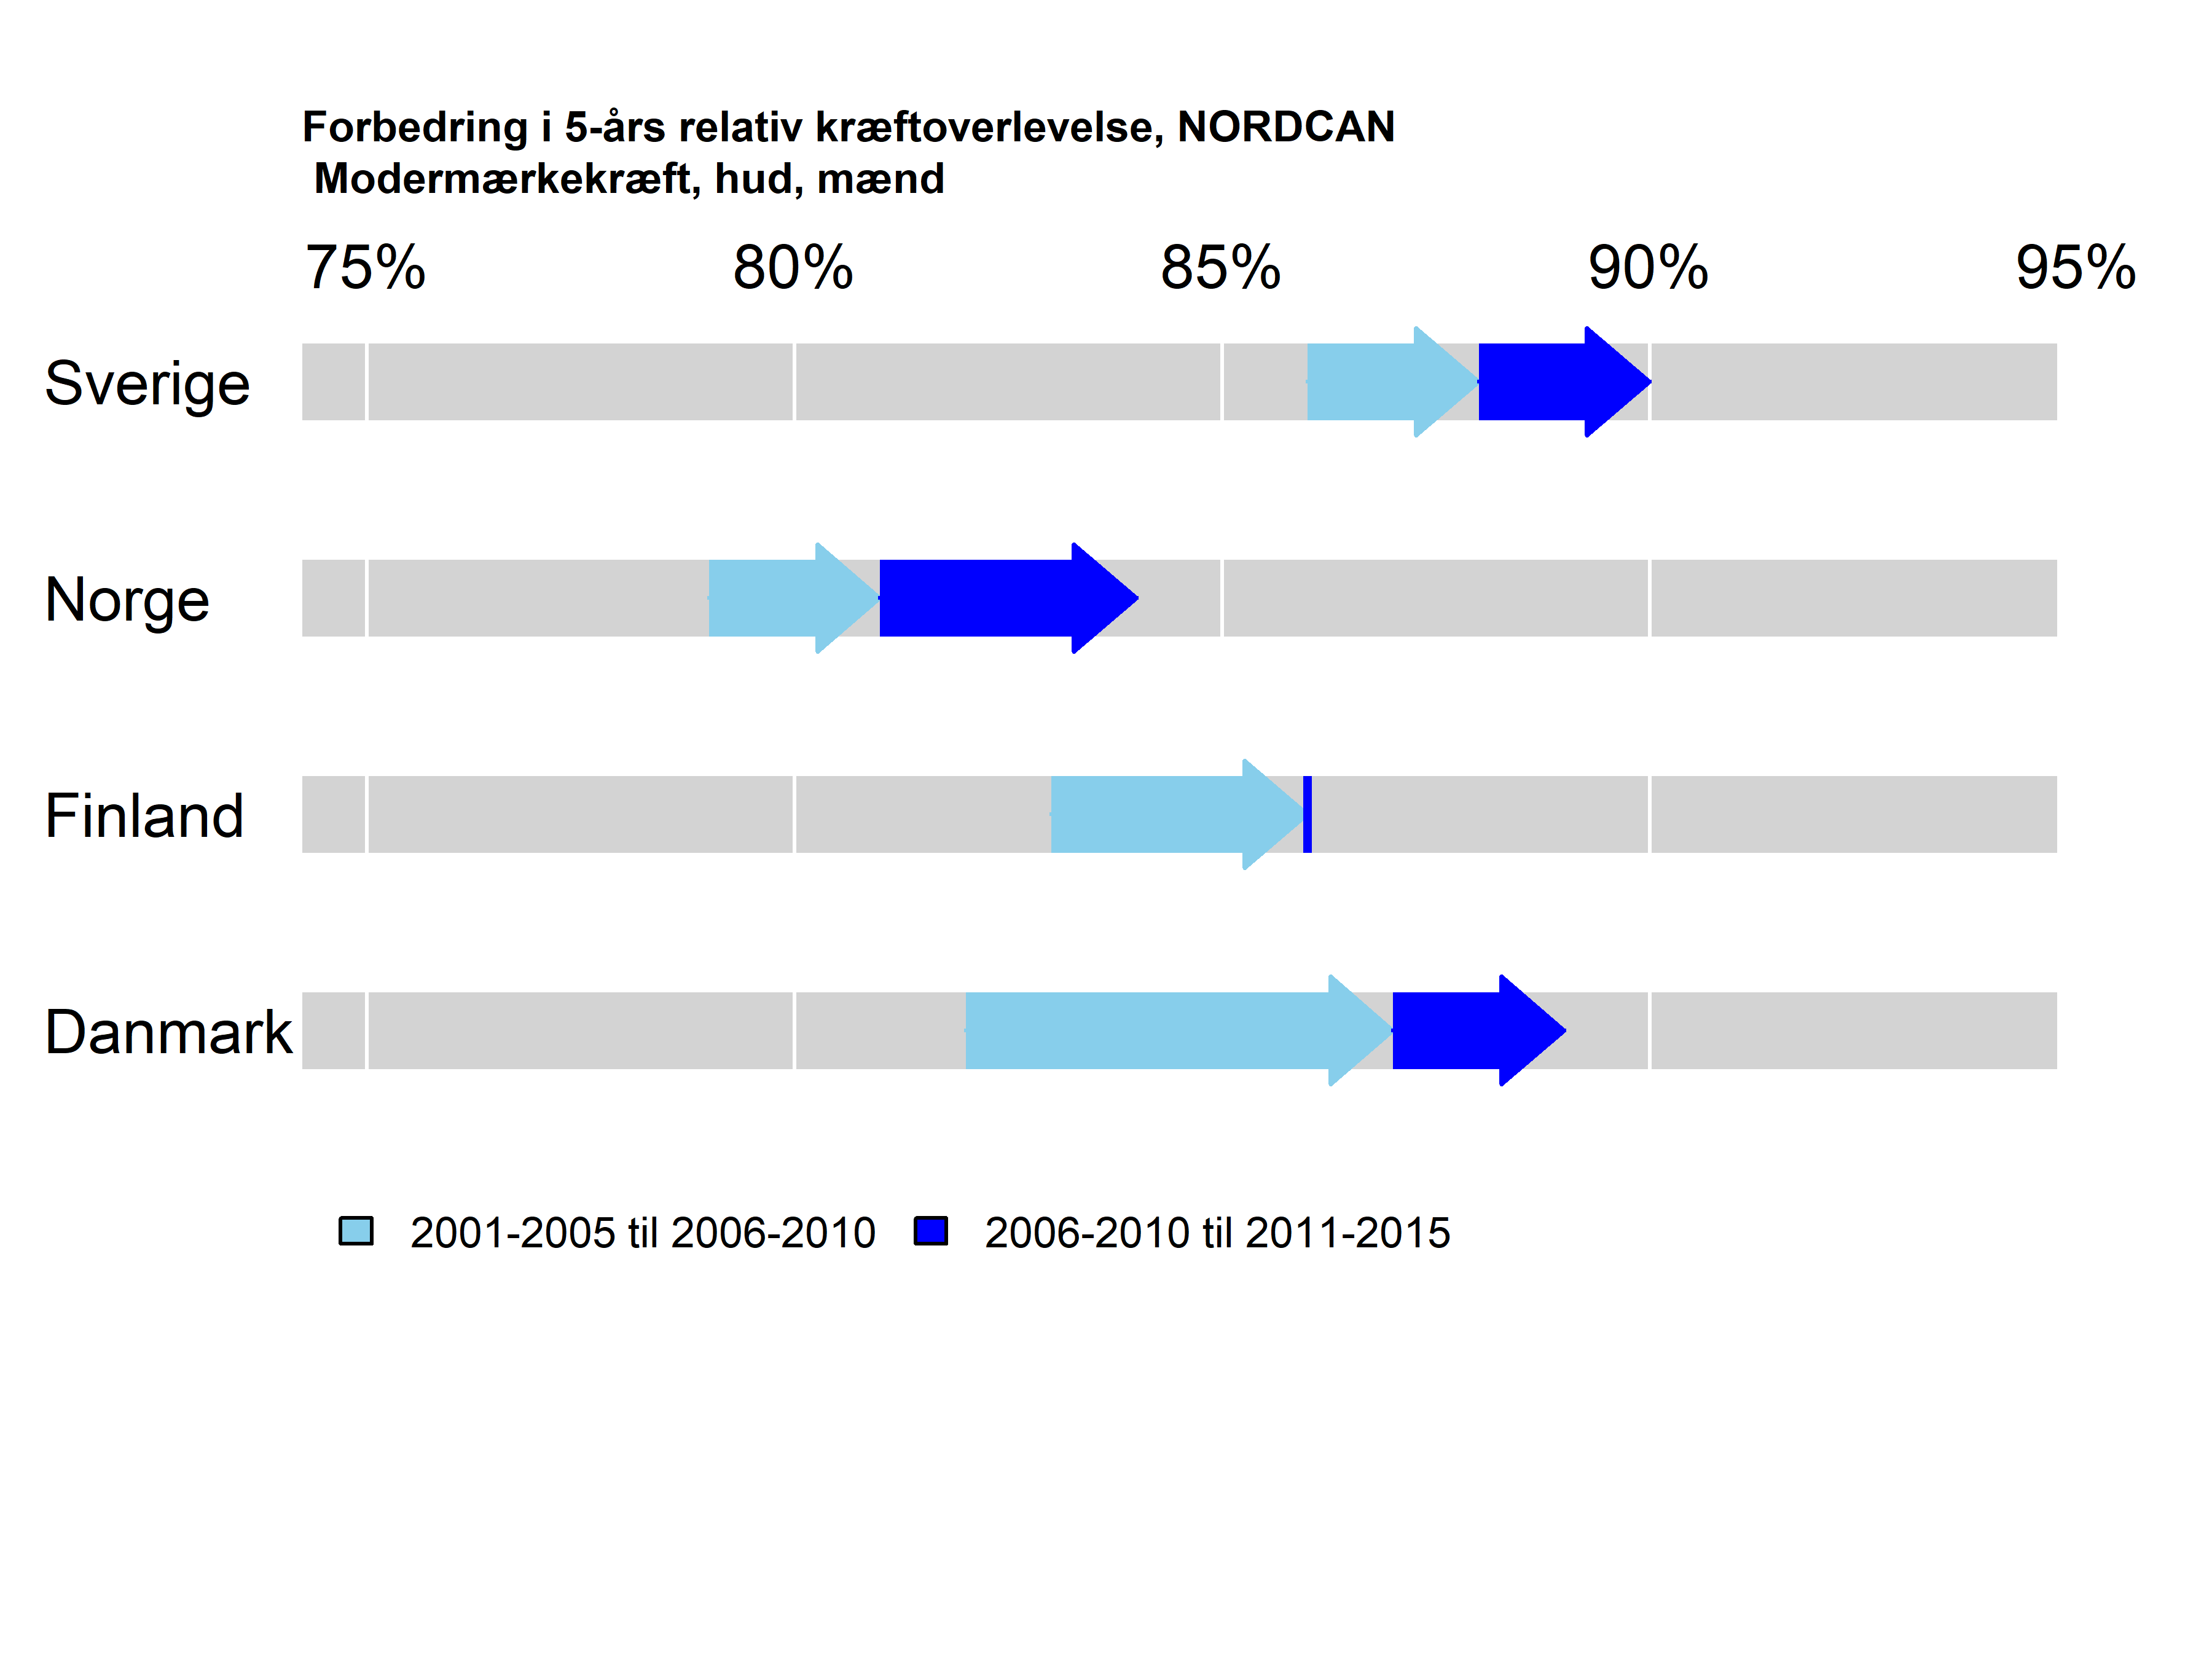 Forbedring i 5-års relativ kræftoverlevelse, NORDCAN
Modermærkekræft, hud, mænd
75% 80% 85% 90% 95%
Sverige
Norge
Finland
Danmark
2001-2005 til 2006-2010 2006-2010 til 2011-2015